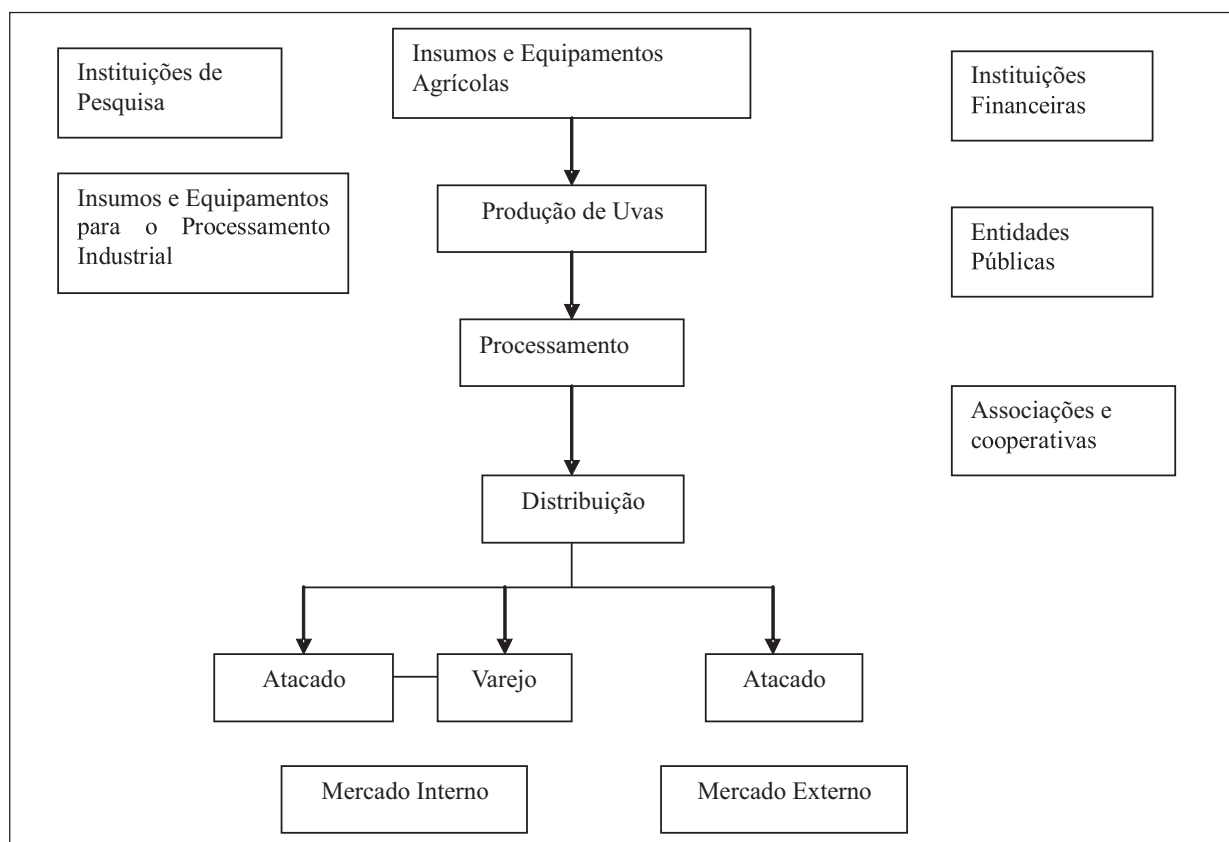 Instituições de
Pesquisa
Insumos e Equipamentos
Agrícolas
Instituições
Financeiras
Insumos e Equipamentos
para o Processamento
Industrial
Produção de Uvas
Entidades
Públicas
Processamento
Associações e
cooperativas
Distribuição
Atacado
Varejo
Atacado
Mercado Interno
Mercado Externo